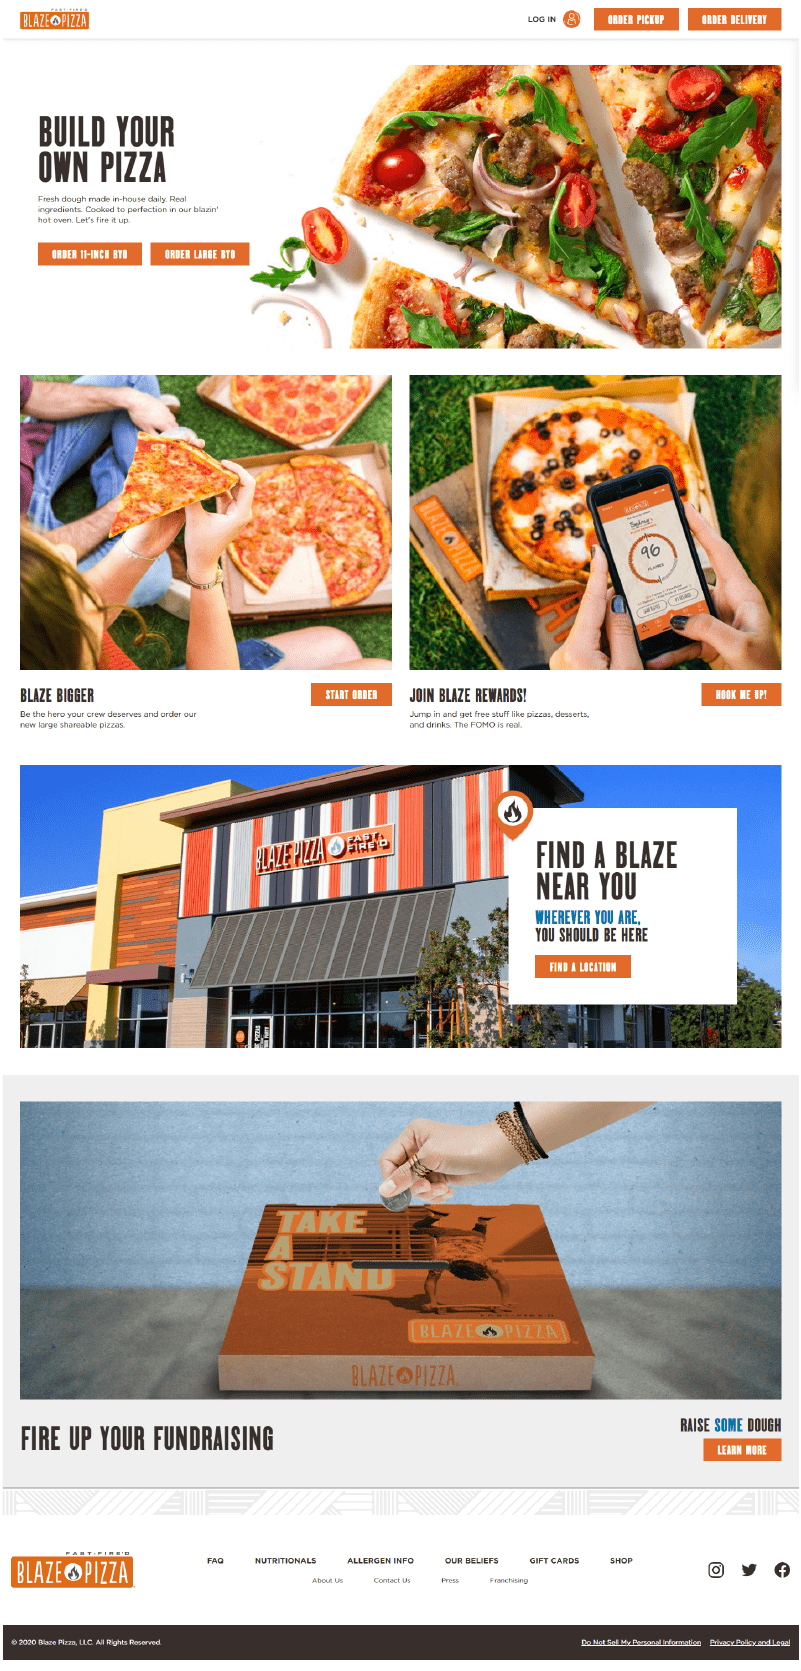 FAST-FIRE'D
BLAZE PIZZA
LOG IN
ORDER PICKUP
ORDER DELIVERY
BUILD YOUR
OWN PIZZA
Fresh dough made in-house daily. Real
ingredients. Cooked to perfection in our blazin'
hot oven. Let's fire it up.
ORDER 11-INCH BYO
ORDER LARGE BYO
96
BLAZE BIGGER
START ORDER
Be the hero your crew deserves and order our
new large shareable pizzas.
JOIN BLAZE REWARDS!
HOOK ME UP!
Jump in and get free stuff like pizzas, desserts,
and drinks. The FOMO is real.
BLAZE PIZZA FAST-
FIRE'D
FIND A BLAZE
NEAR YOU
WHEREVER YOU ARE,
YOU SHOULD BE HERE
FIND A LOCATION
TAKE
A
STAND
FAST-FIRE'D
BLAZE PIZZA
BLAZE PIZZA
FIRE UP YOUR FUNDRAISING
RAISE SOME DOUGH
LEARN MORE
FAST-FIRE'D
BLAZE PIZZA
FAQ
NUTRITIONALS
ALLERGEN INFO
OUR BELIEFS
GIFT CARDS
SHOP
About Us
Contact Us
Press
Franchising
© 2020 Blaze Pizza, LLC. All Rights Reserved.
Do Not Sell My Personal Information
Privacy Policy and Legal